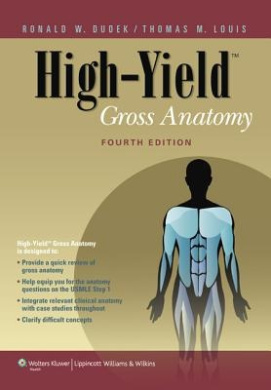 RONALD W. DUDEK / THOMAS M. LOUIS
High-Yield™
Gross Anatomy
FOURTH EDITION
High-Yield™ Gross Anatomy
is designed to:
• Provide a quick review of
gross anatomy
• Help equip you for the anatomy
questions on the USMLE Step 1
• Integrate relevant clinical anatomy
with case studies throughout
• Clarify difficult concepts
Wolters Kluwer | Lippincott Williams & Wilkins
Health